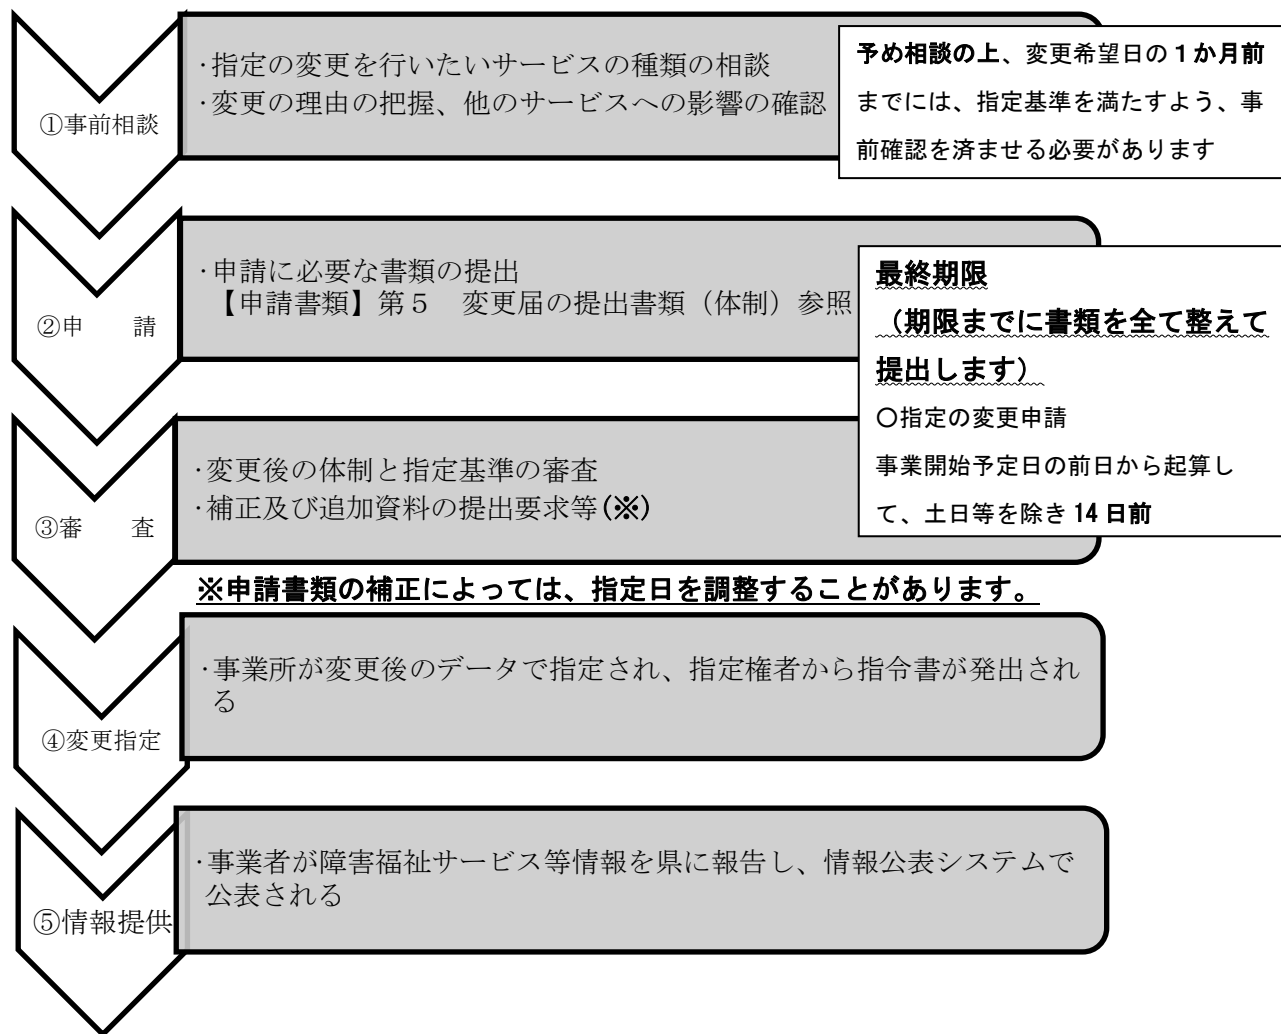 ①事前相談
·指定の変更を行いたいサービスの種類の相談
·変更の理由の把握、他のサービスへの影響の確認
予め相談の上、変更希望日の１か月前
までには、指定基準を満たすよう、事
前確認を済ませる必要があります
②申　　請
·申請に必要な書類の提出
【申請書類】第５　変更届の提出書類（体制）参照
最終期限
（期限までに書類を全て整えて
提出します）
〇指定の変更申請
事業開始予定日の前日から起算し
て、土日等を除き 14 日前
③審　　査
·変更後の体制と指定基準の審査
·補正及び追加資料の提出要求等(※)
※申請書類の補正によっては、指定日を調整することがあります。
④変更指定
·事業所が変更後のデータで指定され、指定権者から指令書が発出され
る
⑤情報提供
·事業者が障害福祉サービス等情報を県に報告し、情報公表システムで
公表される